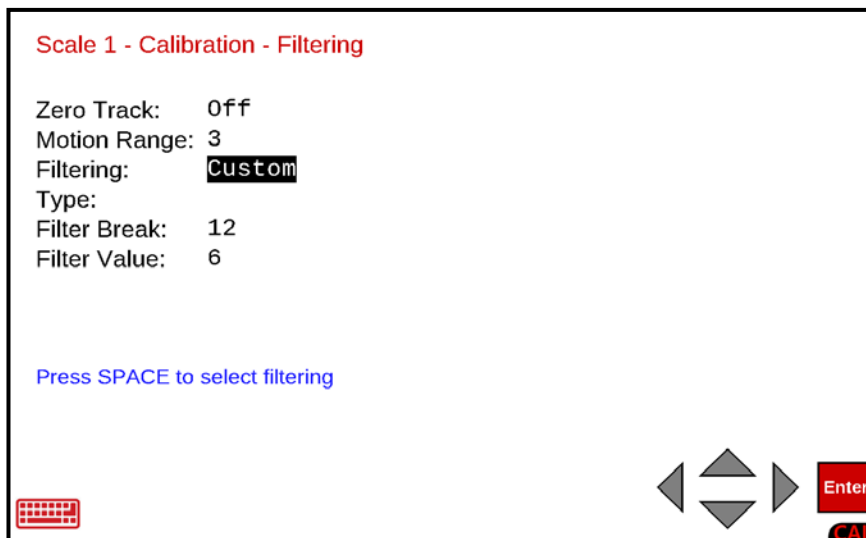 Scale 1 - Calibration - Filtering
Zero Track: Off
Motion Range: 3
Filtering: Custom
Type:
Filter Break: 12
Filter Value: 6
Press SPACE to select filtering
Enter